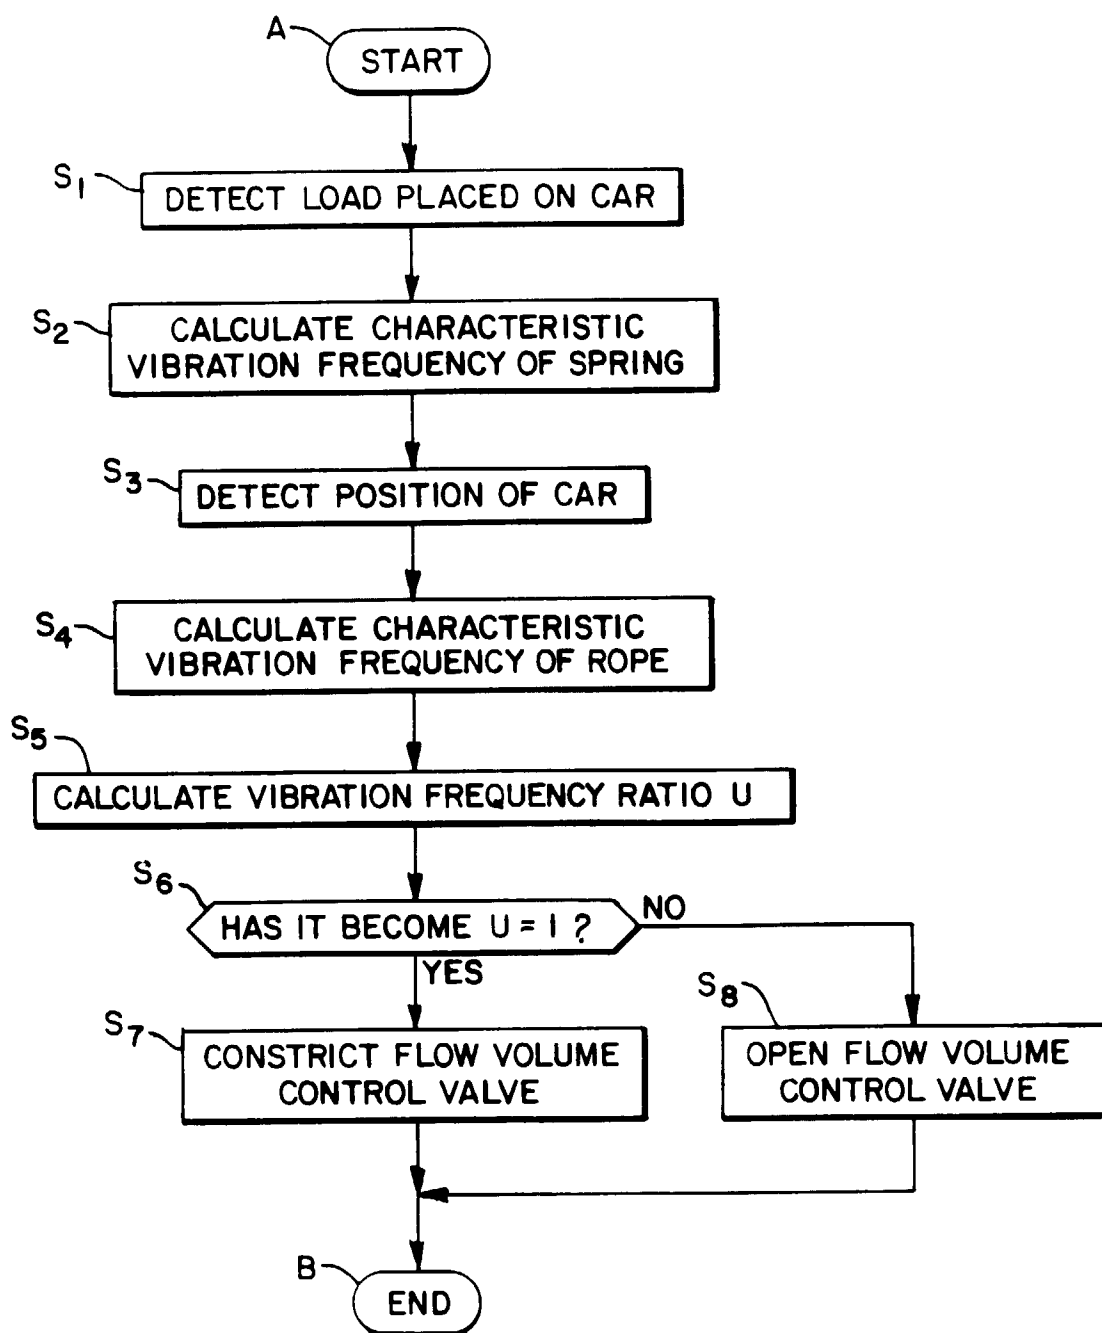 A
START
S1
DETECT LOAD PLACED ON CAR
S2
CALCULATE CHARACTERISTIC
VIBRATION FREQUENCY OF SPRING
S3
DETECT POSITION OF CAR
S4
CALCULATE CHARACTERISTIC
VIBRATION FREQUENCY OF ROPE
S5
CALCULATE VIBRATION FREQUENCY RATIO U
S6
HAS IT BECOME U = 1 ?
NO
YES
S7
CONSTRICT FLOW VOLUME
CONTROL VALVE
S8
OPEN FLOW VOLUME
CONTROL VALVE
B
END